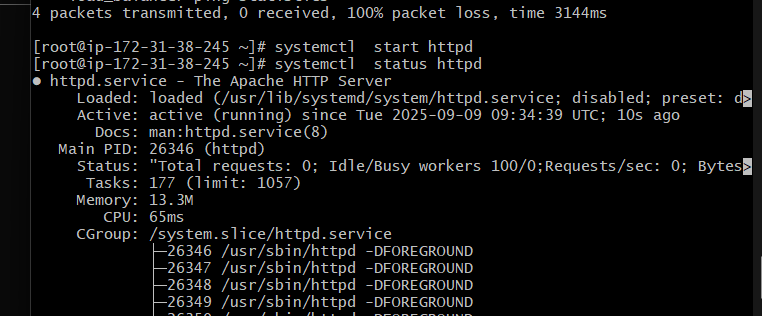 4 packets transmitted, 0 received, 100% packet loss, time 3144ms
[root@ip-172-31-38-245 ~]# systemctl  start httpd
[root@ip-172-31-38-245 ~]# systemctl  status httpd
● httpd.service - The Apache HTTP Server
     Loaded: loaded (/usr/lib/systemd/system/httpd.service; disabled; preset: d>
     Active: active (running) since Tue 2025-09-09 09:34:39 UTC; 10s ago
       Docs: man:httpd.service(8)
   Main PID: 26346 (httpd)
     Status: "Total requests: 0; Idle/Busy workers 100/0;Requests/sec: 0; Bytes>
      Tasks: 177 (limit: 1057)
     Memory: 13.3M
        CPU: 65ms
     CGroup: /system.slice/httpd.service
             ├─26346 /usr/sbin/httpd -DFOREGROUND
             ├─26347 /usr/sbin/httpd -DFOREGROUND
             ├─26348 /usr/sbin/httpd -DFOREGROUND
             ├─26349 /usr/sbin/httpd -DFOREGROUND